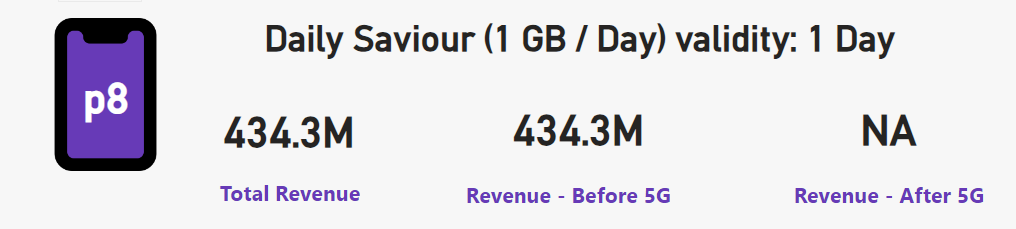 Daily Saviour (1 GB / Day) validity: 1 Day
p8
434.3M 434.3M NA
Total Revenue Revenue - Before 5G Revenue - After 5G